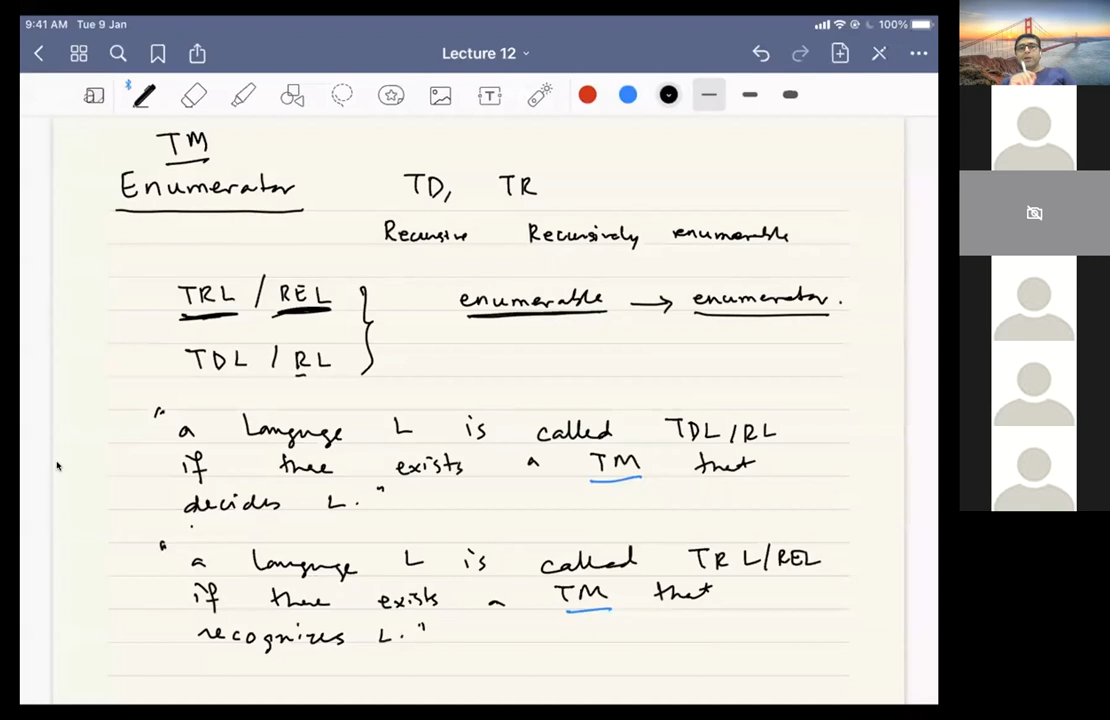 9:41 AM Tue 9 Jan
100%
Lecture 12
TM
Enumerator TD, TR
Recursive Recursively enumerable
TRL / REL enumerable → enumerator.
TDL / RL
" a Language L is called TDL/RL
if there exists a TM that
decides L. "
" a language L is called TRL/REL
if there exists a TM that
recognizes L. "